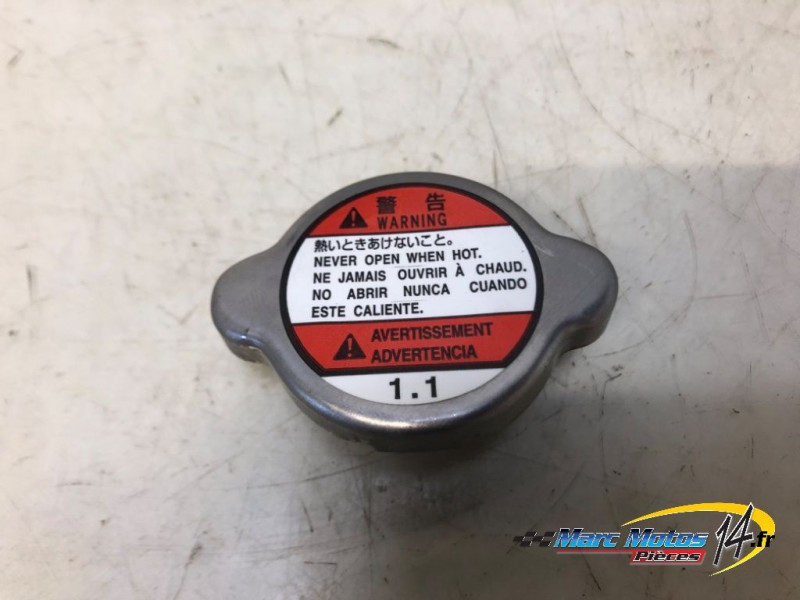 警告
WARNING
熱いときあけないこと。
NEVER OPEN WHEN HOT.
NE JAMAIS OUVRIR À CHAUD.
NO ABRIR NUNCA CUANDO
ESTE CALIENTE.
AVERTISSEMENT
ADVERTENCIA
1.1
Marc Motos 14.fr
Pièces